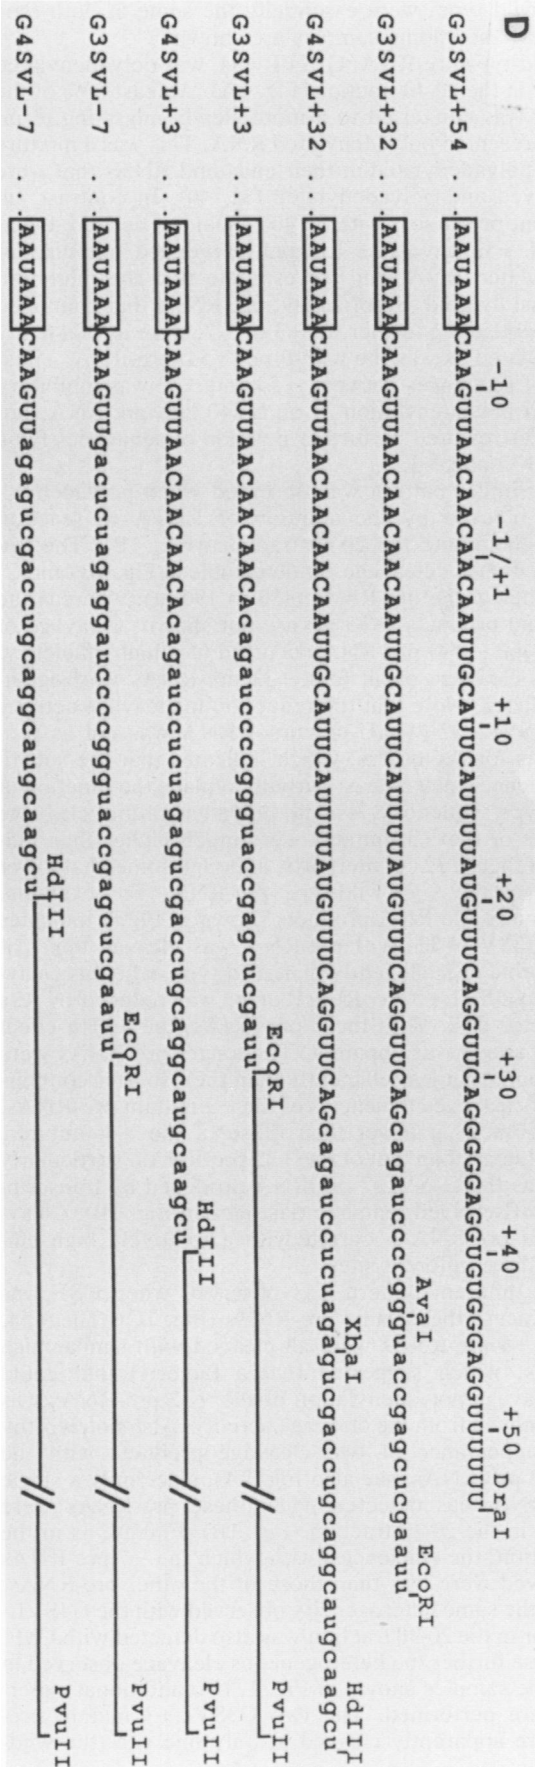 D
-10 -1/+1 +10 +20 +30 +40 +50 DraI
G3SVL+54 ..AAUAAACAAGUUAACAACAACAAUUGCAUUCAUUUUAUGUUUCAGGUUCAGGGGGAGGUGUGGGAGGUUUUUU
AvaI EcoRI
G3SVL+32 ..AAUAAACAAGUUAACAACAACAAUUGCAUUCAUUUUAUGUUUCAGGUUCAGcagauccccggguaccgagcucgaauu
XbaI HdIII
G4SVL+32 ..AAUAAACAAGUUAACAACAACAAUUGCAUUCAUUUUAUGUUUCAGGUUCAGcagauccucuagagucgaccugcaggcaugcaagcu
EcoRI PvuII
G3SVL+3 ..AAUAAACAAGUUAACAACAACAcagauccccggguaccgagcucgaauu
HdIII PvuII
G4SVL+3 ..AAUAAACAAGUUAACAACAACAcagauccucuagagucgaccugcaggcaugcaagcu
EcoRI PvuII
G3SVL-7 ..AAUAAACAAGUUgacucuagaggauccccggguaccgagcucgaauu
HdIII PvuII
G4SVL-7 ..AAUAAACAAGUUagagucgaccugcaggcaugcaagcu